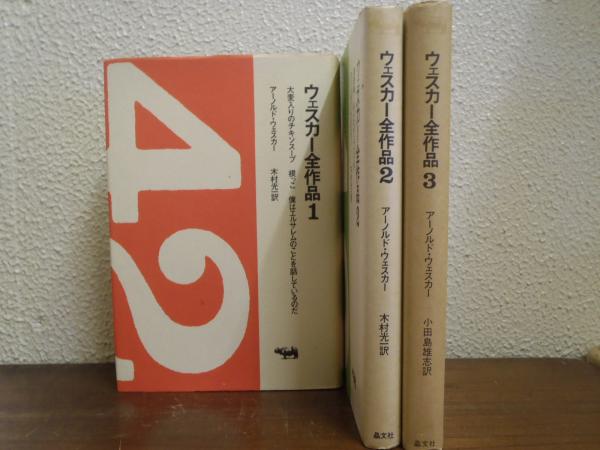 42
ウェスカー全作品1
大麦入りのチキンスープ 根っこ 僕はエルサレムのことを話しているのだ
アーノルド・ウェスカー 木村光一訳
ウェスカー全作品2
アーノルド・ウェスカー
木村光一訳
晶文社
ウェスカー全作品3
アーノルド・ウェスカー
小田島雄志訳
晶文社